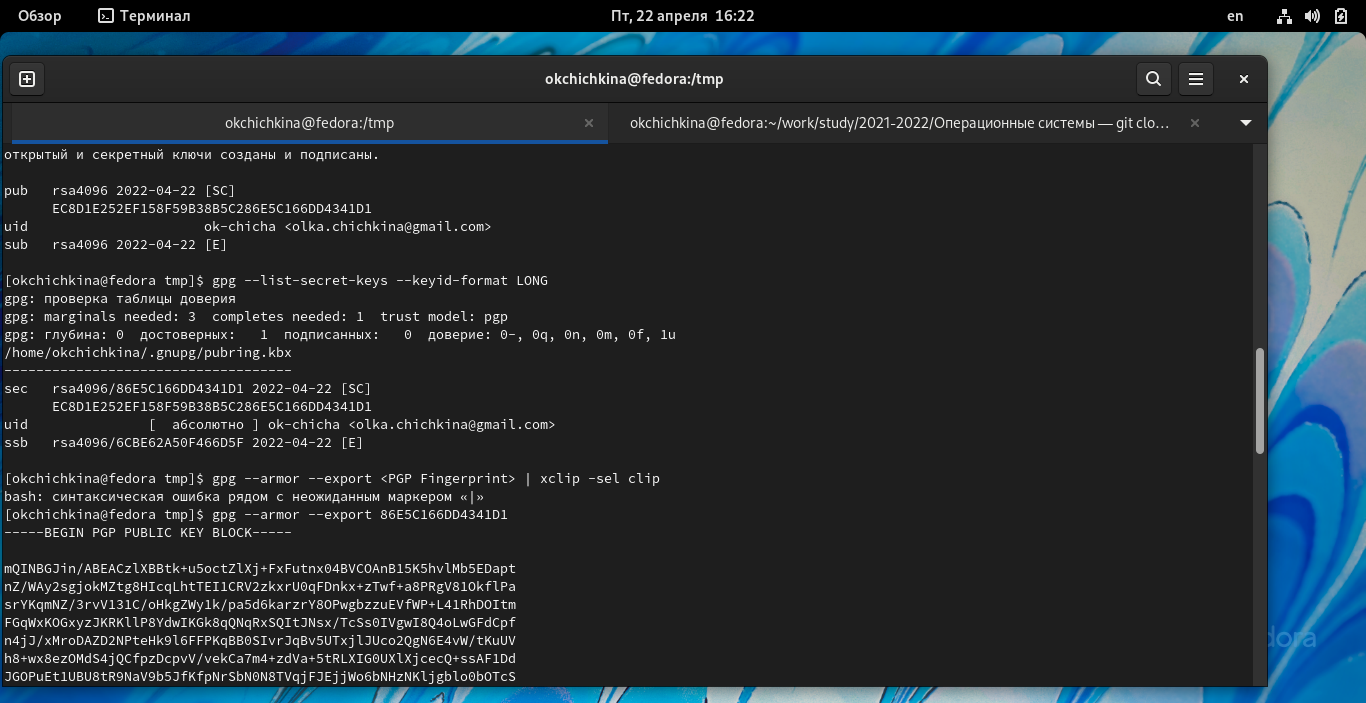 Обзор Терминал Пт, 22 апреля 16:22 en
okchichkina@fedora:/tmp
okchichkina@fedora:/tmp okchichkina@fedora:~/work/study/2021-2022/Операционные системы — git clo…
открытый и секретный ключи созданы и подписаны.
pub   rsa4096 2022-04-22 [SC]
      EC8D1E252EF158F59B38B5C286E5C166DD4341D1
uid                      ok-chicha <olka.chichkina@gmail.com>
sub   rsa4096 2022-04-22 [E]
[okchichkina@fedora tmp]$ gpg --list-secret-keys --keyid-format LONG
gpg: проверка таблицы доверия
gpg: marginals needed: 3  completes needed: 1  trust model: pgp
gpg: глубина: 0  достоверных:   1  подписанных:   0  доверие: 0-, 0q, 0n, 0m, 0f, 1u
/home/okchichkina/.gnupg/pubring.kbx
------------------------------------
sec   rsa4096/86E5C166DD4341D1 2022-04-22 [SC]
      EC8D1E252EF158F59B38B5C286E5C166DD4341D1
uid               [  абсолютно ] ok-chicha <olka.chichkina@gmail.com>
ssb   rsa4096/6CBE62A50F466D5F 2022-04-22 [E]
[okchichkina@fedora tmp]$ gpg --armor --export <PGP Fingerprint> | xclip -sel clip
bash: синтаксическая ошибка рядом с неожиданным маркером «|»
[okchichkina@fedora tmp]$ gpg --armor --export 86E5C166DD4341D1
-----BEGIN PGP PUBLIC KEY BLOCK-----
mQINBGJin/ABEACzlXBBtk+u5octZlXj+FxFutnx04BVCOAnB15K5hvlMb5EDapt
nZ/WAy2sgjokMZtg8HIcqLhtTEI1CRV2zkxrU0qFDnkx+zTwf+a8PRgV81OkflPa
srYKqmNZ/3rvV131C/oHkgZWy1k/pa5d6karzrY8OPwgbzzuEVfWP+L41RhDOItm
FGqWxKOGxyzJKRKllP8YdwIKGk8qQNqRxSQItJNsx/TcSs0IVgwI8Q4oLwGFdCpf
n4jJ/xMroDAZD2NPteHk9l6FFPKqBB0SIvrJqBv5UTxjlJUco2QgN6E4vW/tKuUV
h8+wx8ezOMdS4jQCfpzDcpvV/vekCa7m4+zdVa+5tRLXIG0UXlXjcecQ+ssAF1Dd
JGOPuEt1UBU8tR9NaV9b5JfKfpNrSbN0N8TVqjFJEjjWo6bNHzNKljgblo0bOTcS